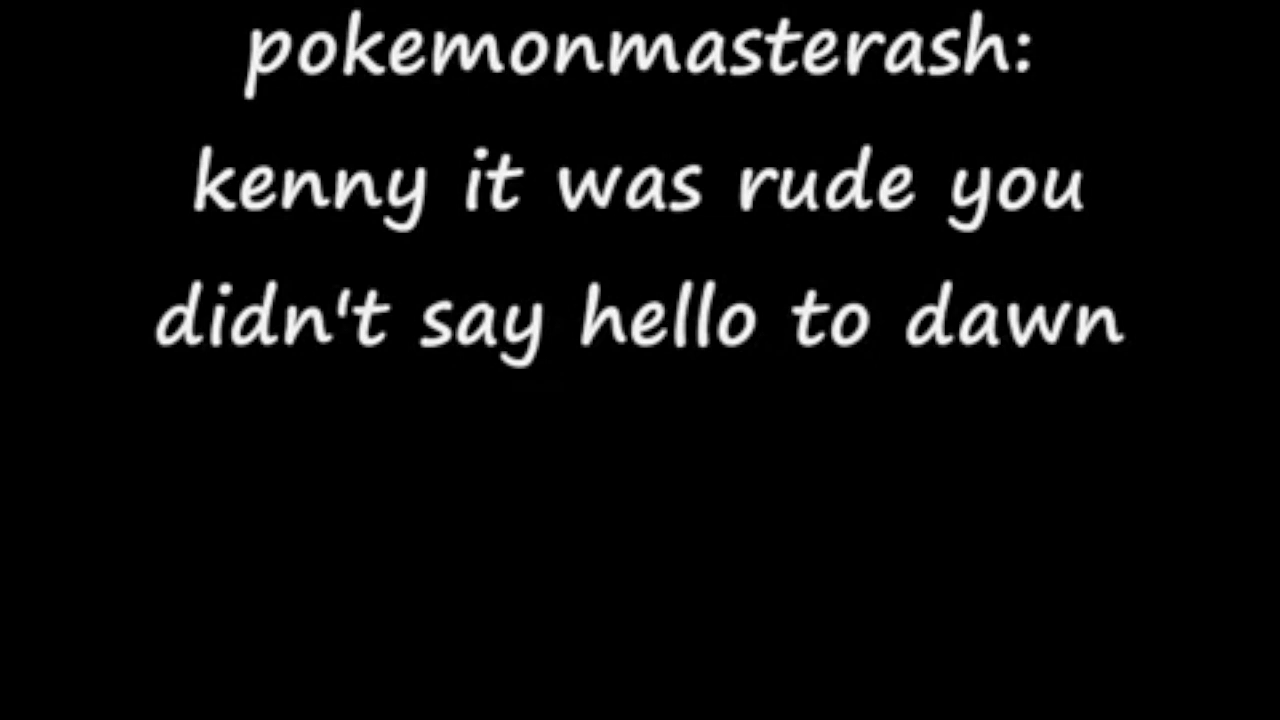 pokemonmasterash:
kenny it was rude you
didn't say hello to dawn